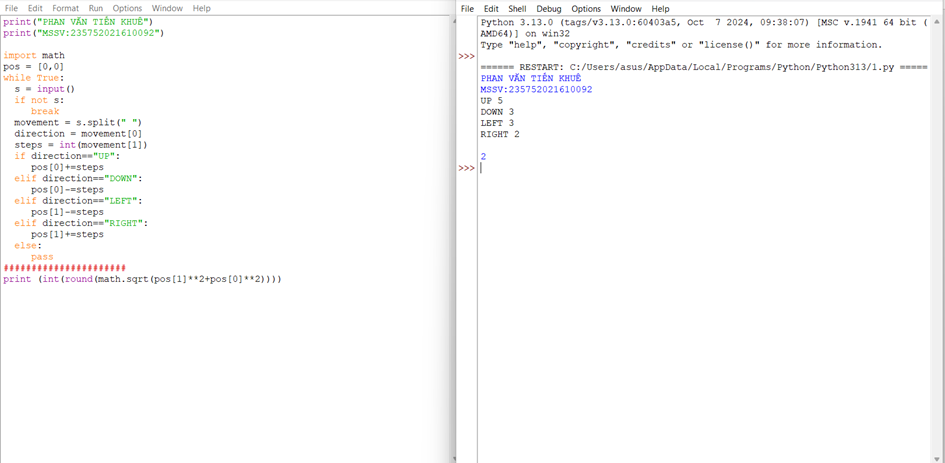 File Edit Format Run Options Window Help
print("PHAN VĂN TIẾN KHUÊ")
print("MSSV:235752021610092")
import math
pos = [0,0]
while True:
  s = input()
  if not s:
     break
  movement = s.split(" ")
  direction = movement[0]
  steps = int(movement[1])
  if direction=="UP":
     pos[0]+=steps
  elif direction=="DOWN":
     pos[0]-=steps
  elif direction=="LEFT":
     pos[1]-=steps
  elif direction=="RIGHT":
     pos[1]+=steps
  else:
     pass
######################
print (int(round(math.sqrt(pos[1]**2+pos[0]**2))))
File Edit Shell Debug Options Window Help
Python 3.13.0 (tags/v3.13.0:60403a5, Oct  7 2024, 09:38:07) [MSC v.1941 64 bit (
AMD64)] on win32
Type "help", "copyright", "credits" or "license()" for more information.
>>>
====== RESTART: C:/Users/asus/AppData/Local/Programs/Python/Python313/1.py =====
PHAN VĂN TIẾN KHUÊ
MSSV:235752021610092
UP 5
DOWN 3
LEFT 3
RIGHT 2
2
>>>